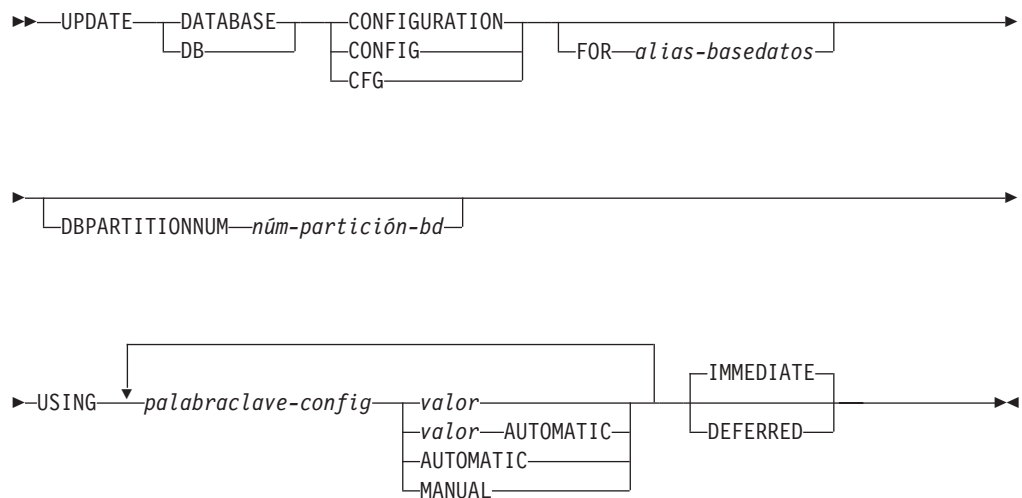 UPDATE DATABASE CONFIGURATION
DB CONFIG FOR alias-basedatos
CFG
DBPARTITIONNUM núm-partición-bd
IMMEDIATE
USING palabraclave-config valor
valor AUTOMATIC DEFERRED
AUTOMATIC
MANUAL